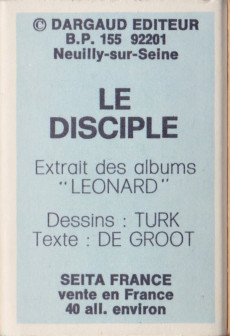 © DARGAUD EDITEUR
B.P. 155 92201
Neuilly-sur-Seine
LE
DISCIPLE
Extrait des albums
"LEONARD"
Dessins : TURK
Texte : DE GROOT
SEITA FRANCE
vente en France
40 all. environ